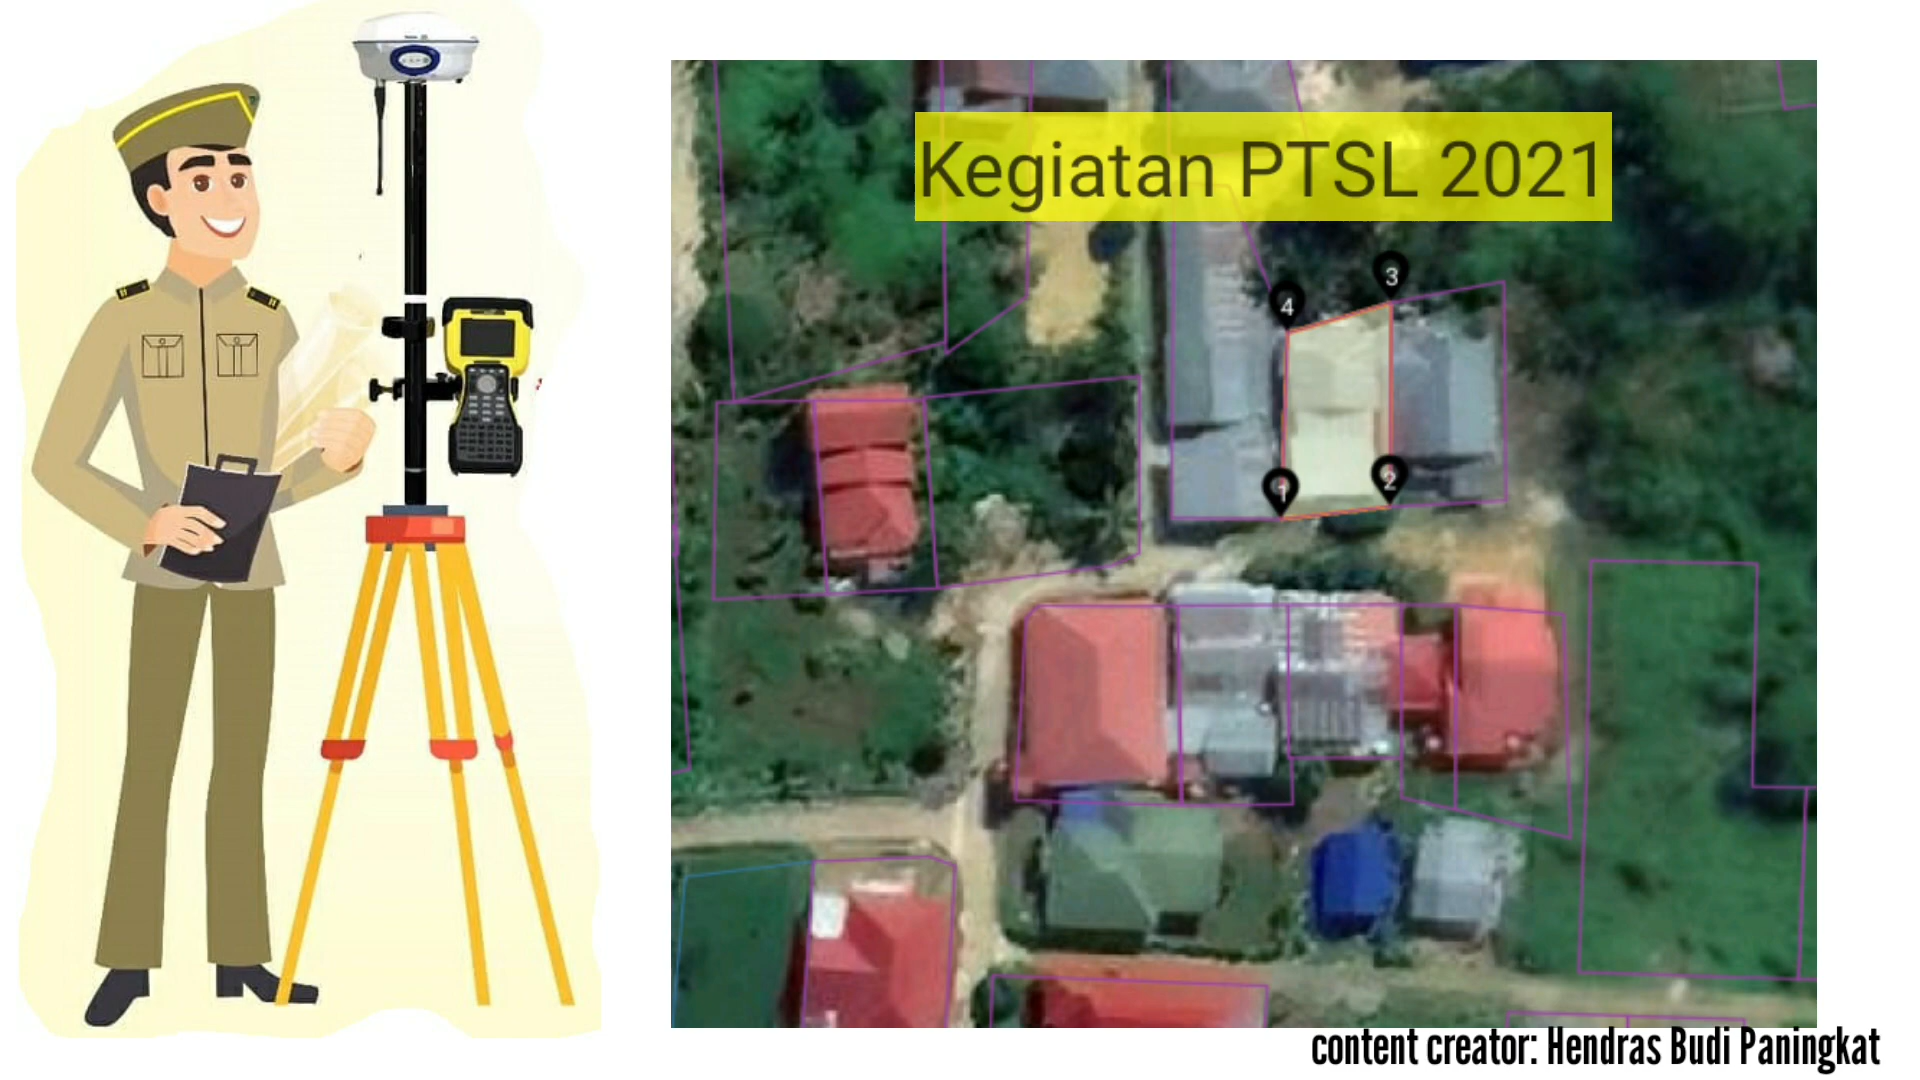 Kegiatan PTSL 2021
3
4
2
1
content creator: Hendras Budi Paningkat